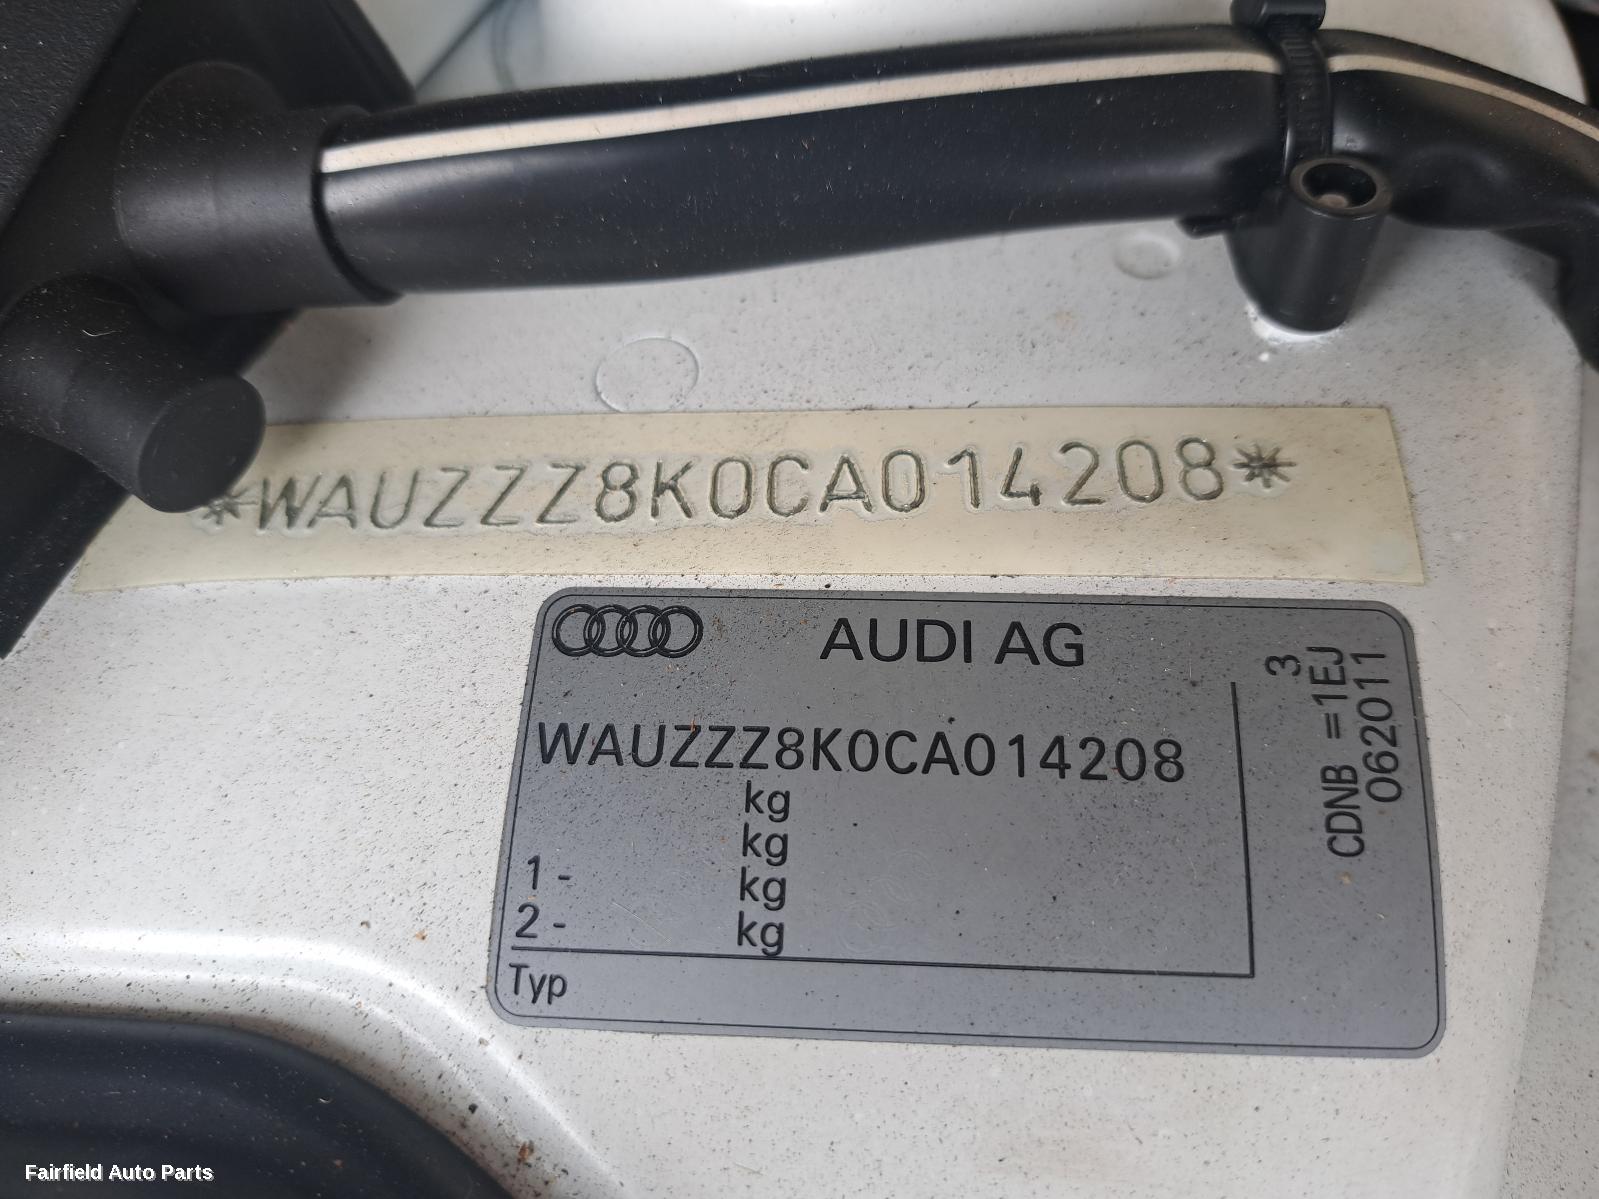 *WAUZZZ8K0CA014208*
AUDI AG
WAUZZZ8K0CA014208
kg
kg
1 - kg
2 - kg
Typ
3
CDNB =1EJ
062011
Fairfield Auto Parts